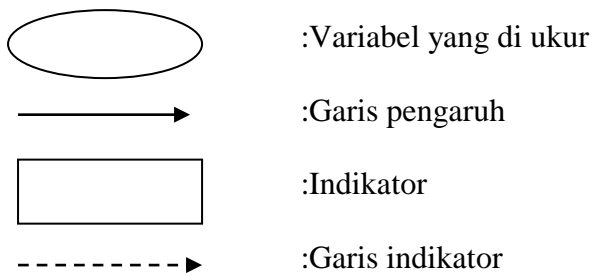 :Variabel yang di ukur
:Garis pengaruh
:Indikator
:Garis indikator